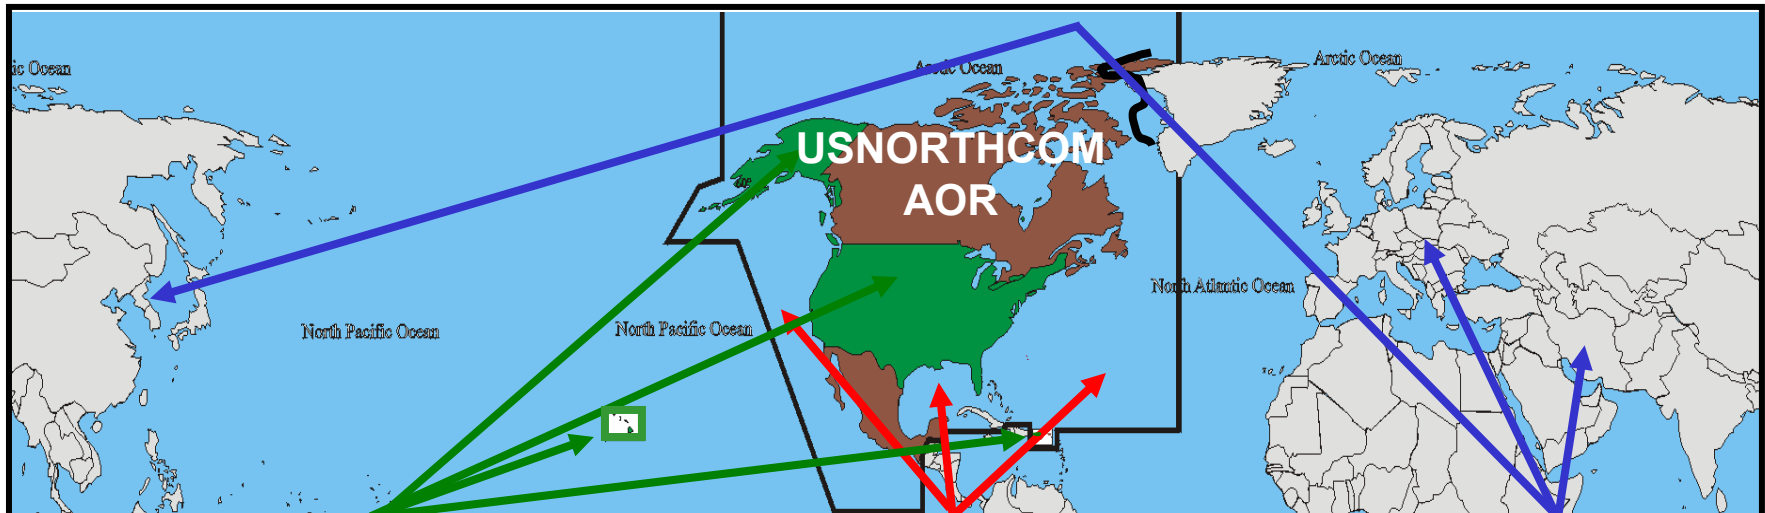 ic Ocean
Arctic Ocean
Arctic Ocean
USNORTHCOM
AOR
North Atlantic Ocean
North Pacific Ocean
North Pacific Ocean